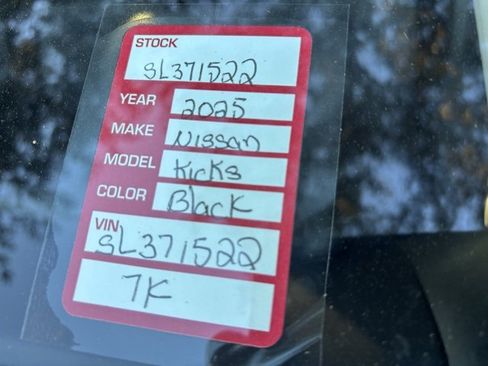 STOCK
SL371522
YEAR 2025
MAKE Nissan
MODEL Kicks
COLOR Black
VIN
SL371522
7K